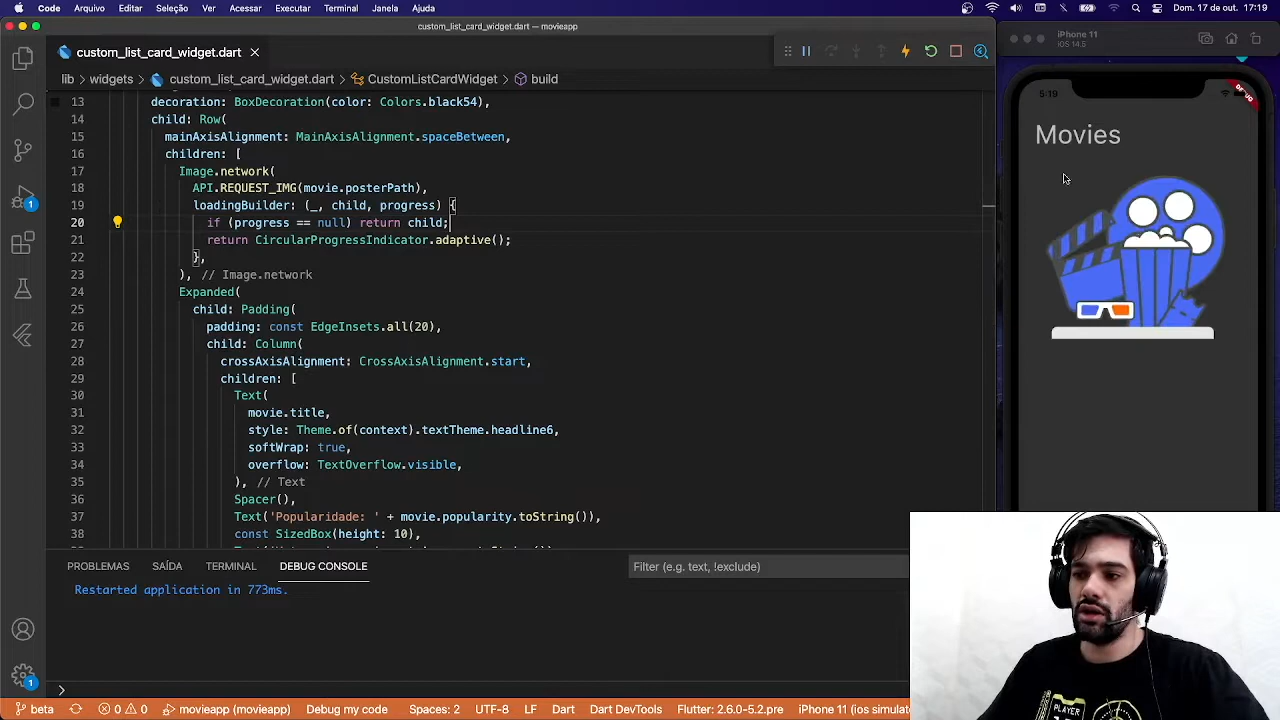 Code Arquivo Editar Seleção Ver Acessar Executar Terminal Janela Ajuda Dom. 17 de out. 17:19
custom_list_card_widget.dart — movieapp
iPhone 11
iOS 14.5
custom_list_card_widget.dart
lib widgets custom_list_card_widget.dart CustomListCardWidget build
13 decoration: BoxDecoration(color: Colors.black54),
14 child: Row(
15 mainAxisAlignment: MainAxisAlignment.spaceBetween,
16 children: [
17 Image.network(
18 API.REQUEST_IMG(movie.posterPath),
19 loadingBuilder: (_, child, progress) {
20 if (progress == null) return child;
21 return CircularProgressIndicator.adaptive();
22 },
23 ), // Image.network
24 Expanded(
25 child: Padding(
26 padding: const EdgeInsets.all(20),
27 child: Column(
28 crossAxisAlignment: CrossAxisAlignment.start,
29 children: [
30 Text(
31 movie.title,
32 style: Theme.of(context).textTheme.headline6,
33 softWrap: true,
34 overflow: TextOverflow.visible,
35 ), // Text
36 Spacer(),
37 Text('Popularidade: ' + movie.popularity.toString()),
38 const SizedBox(height: 10),
5:19
DEBUG
Movies
1
PROBLEMAS SAÍDA TERMINAL DEBUG CONSOLE
Filter (e.g. text, !exclude)
Restarted application in 773ms.
1
PLAYER
beta 0 0 movieapp (movieapp) Debug my code Spaces: 2 UTF-8 LF Dart Dart DevTools Flutter: 2.6.0-5.2.pre iPhone 11 (ios simulat